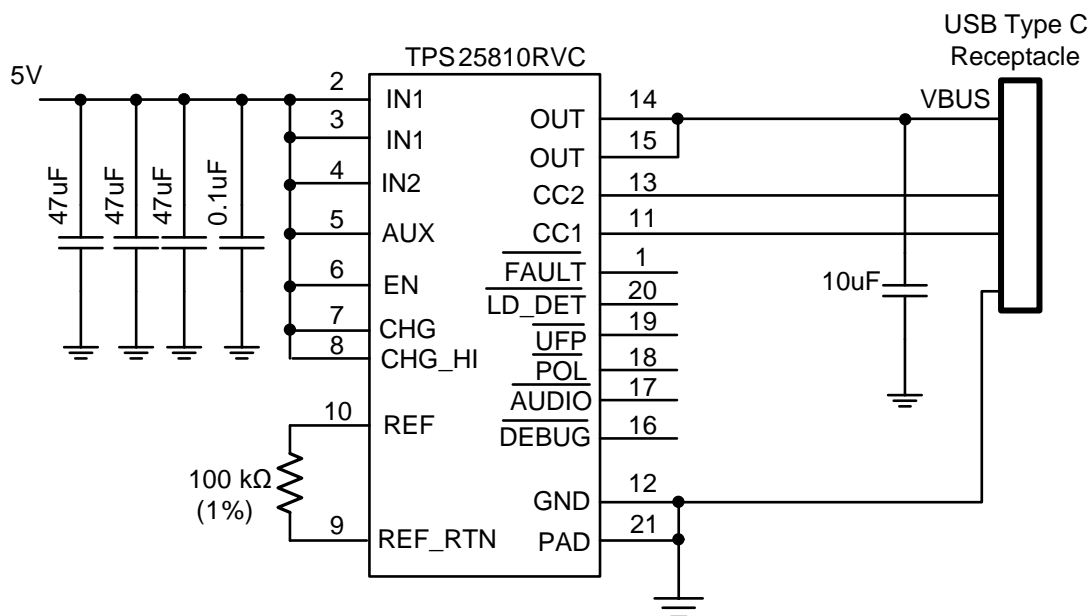 USB Type C
Receptacle
TPS25810RVC
5V
47uF
47uF
47uF
0.1uF
2
IN1
3
IN1
4
IN2
5
AUX
6
EN
7
CHG
8
CHG_HI
10
REF
100 kΩ
(1%)
9
REF_RTN
14
OUT
VBUS
15
OUT
13
CC2
11
CC1
1
FAULT
20
LD_DET
10uF
19
UFP
18
POL
17
AUDIO
16
DEBUG
12
GND
21
PAD